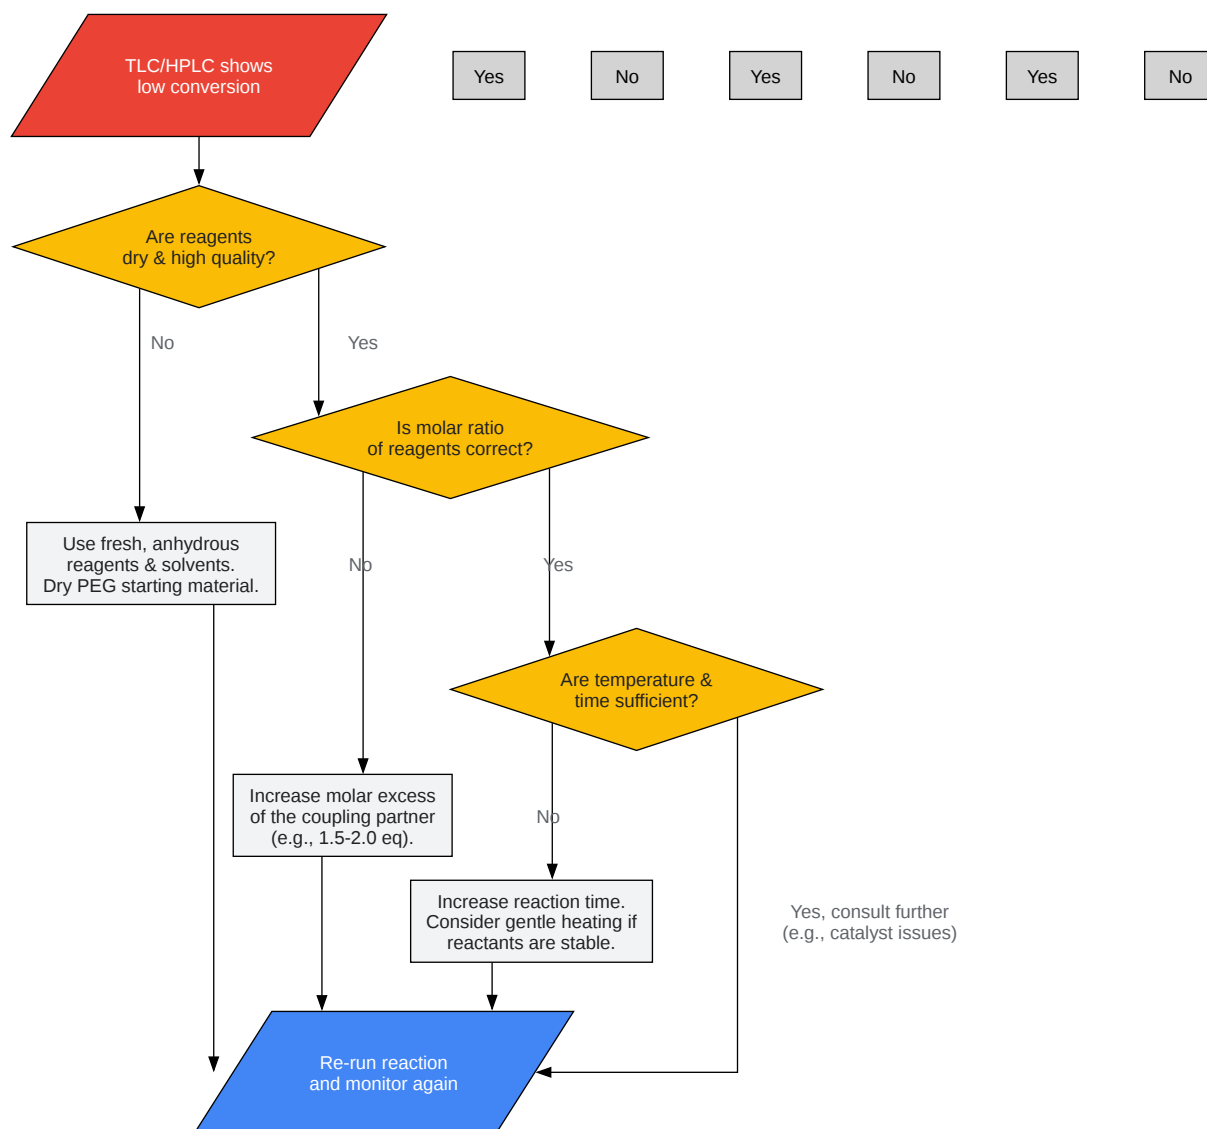 TLC/HPLC shows
low conversion
Yes
No
Yes
No
Yes
No
Are reagents
dry & high quality?
No
Yes
Is molar ratio
of reagents correct?
Use fresh, anhydrous
reagents & solvents.
Dry PEG starting material.
No
Yes
Are temperature &
time sufficient?
Increase molar excess
of the coupling partner
(e.g., 1.5-2.0 eq).
No
Increase reaction time.
Consider gentle heating if
reactants are stable.
Yes, consult further
(e.g., catalyst issues)
Re-run reaction
and monitor again